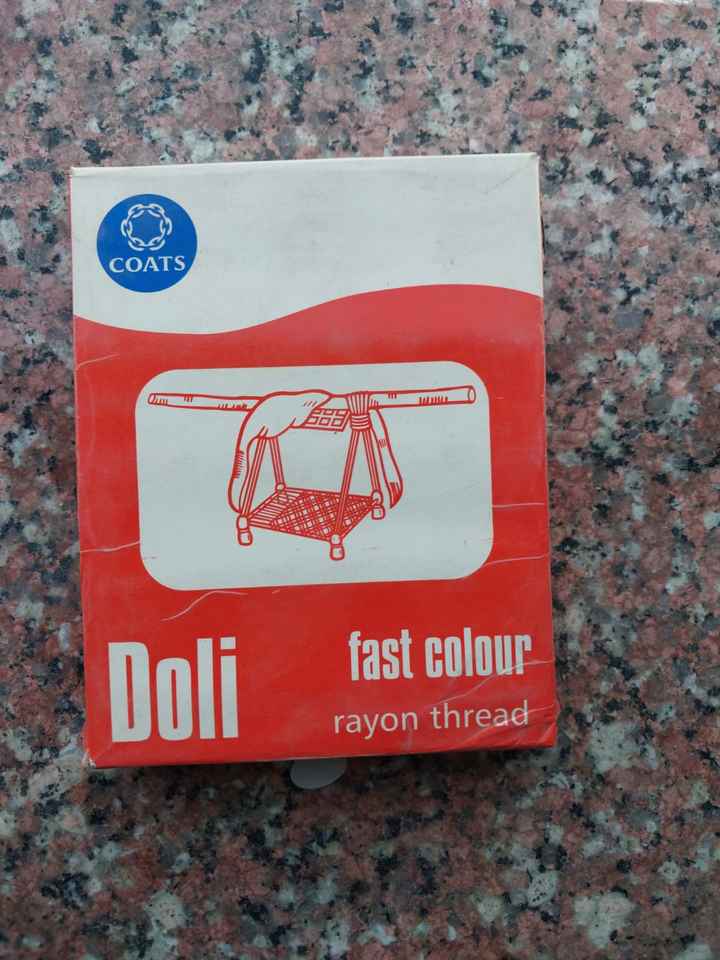 COATS
Doli
fast colour
rayon thread